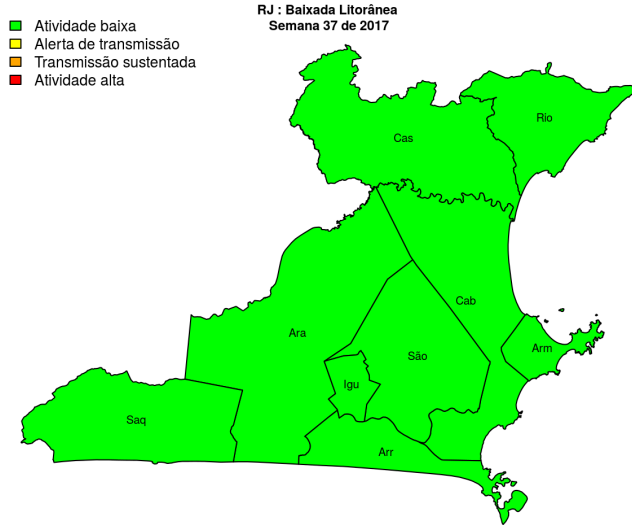 RJ : Baixada Litorânea
Semana 37 de 2017
Atividade baixa
Alerta de transmissão
Transmissão sustentada
Atividade alta
Rio
Cas
Cab
Ara
Arm
São
Igu
Saq
Arr